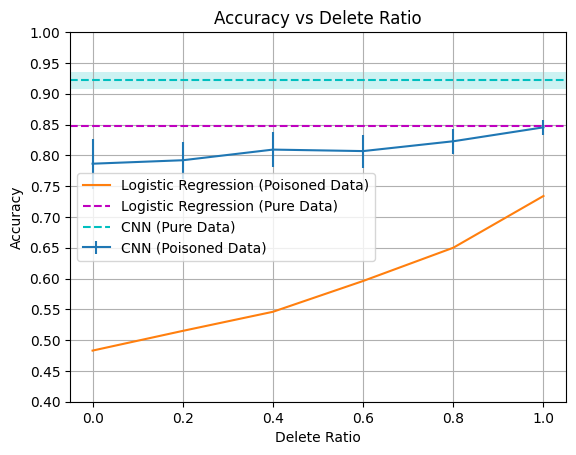 Accuracy vs Delete Ratio
1.00
0.95
0.90
0.85
0.80
0.75
0.70
0.65
0.60
0.55
0.50
0.45
0.40
Accuracy
Logistic Regression (Poisoned Data)
Logistic Regression (Pure Data)
CNN (Pure Data)
CNN (Poisoned Data)
0.0 0.2 0.4 0.6 0.8 1.0
Delete Ratio